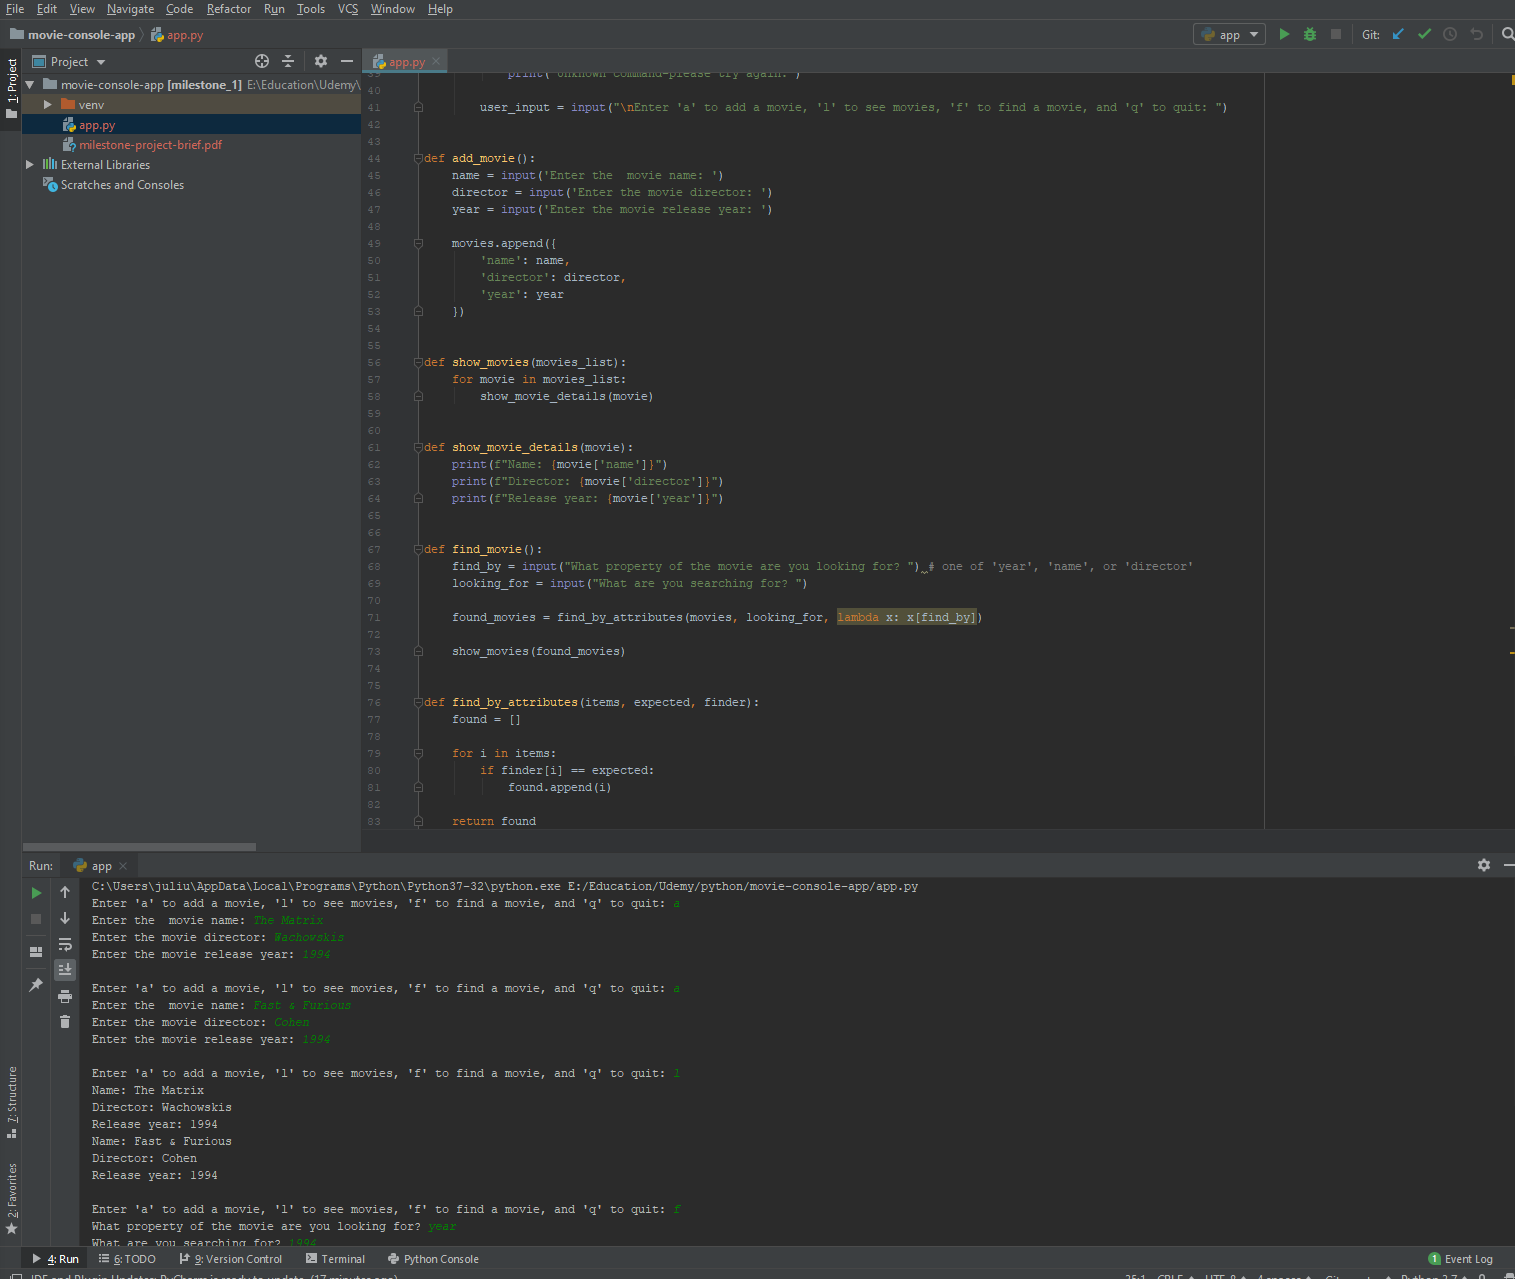 File Edit View Navigate Code Refactor Run Tools VCS Window Help
movie-console-app app.py app Git:
1: Project
Project
app.py
movie-console-app [milestone_1] E:\Education\Udemy\
venv
app.py
milestone-project-brief.pdf
External Libraries
Scratches and Consoles
39 print("Unknown command-please try again.")
40
41 user_input = input("\nEnter 'a' to add a movie, 'l' to see movies, 'f' to find a movie, and 'q' to quit: ")
42
43
44 def add_movie():
45 name = input('Enter the  movie name: ')
46 director = input('Enter the movie director: ')
47 year = input('Enter the movie release year: ')
48
49 movies.append({
50 'name': name,
51 'director': director,
52 'year': year
53 })
54
55
56 def show_movies(movies_list):
57 for movie in movies_list:
58 show_movie_details(movie)
59
60
61 def show_movie_details(movie):
62 print(f"Name: {movie['name']}")
63 print(f"Director: {movie['director']}")
64 print(f"Release year: {movie['year']}")
65
66
67 def find_movie():
68 find_by = input("What property of the movie are you looking for? ") # one of 'year', 'name', or 'director'
69 looking_for = input("What are you searching for? ")
70
71 found_movies = find_by_attributes(movies, looking_for, lambda x: x[find_by])
72
73 show_movies(found_movies)
74
75
76 def find_by_attributes(items, expected, finder):
77 found = []
78
79 for i in items:
80 if finder[i] == expected:
81 found.append(i)
82
83 return found
Run: app
C:\Users\juliu\AppData\Local\Programs\Python\Python37-32\python.exe E:/Education/Udemy/python/movie-console-app/app.py
Enter 'a' to add a movie, 'l' to see movies, 'f' to find a movie, and 'q' to quit: a
Enter the  movie name: The Matrix
Enter the movie director: Wachowskis
Enter the movie release year: 1994
Enter 'a' to add a movie, 'l' to see movies, 'f' to find a movie, and 'q' to quit: a
Enter the  movie name: Fast & Furious
Enter the movie director: Cohen
Enter the movie release year: 1994
Enter 'a' to add a movie, 'l' to see movies, 'f' to find a movie, and 'q' to quit: l
Name: The Matrix
Director: Wachowskis
Release year: 1994
Name: Fast & Furious
Director: Cohen
Release year: 1994
Enter 'a' to add a movie, 'l' to see movies, 'f' to find a movie, and 'q' to quit: f
What property of the movie are you looking for? year
What are you searching for? 1994
7: Structure
2: Favorites
4: Run 6: TODO 9: Version Control Terminal Python Console 1 Event Log
IDE and Plugin Updates: PyCharm is ready to update. (17 minutes ago) CRLF UTF-8 4 spaces Git: master Python 3.7